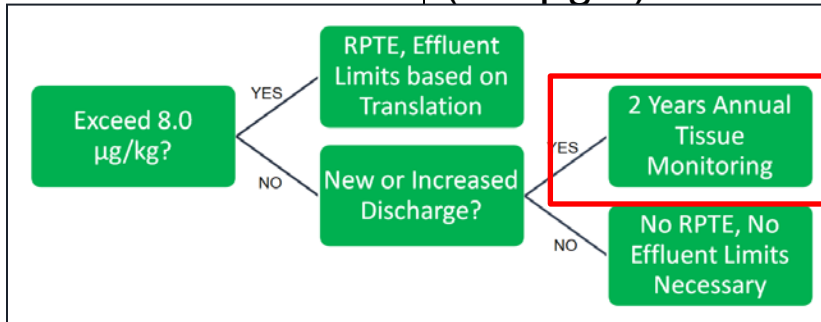 RPTE, Effluent
Limits based on
Translation
YES
Exceed 8.0
µg/kg?
2 Years Annual
Tissue
Monitoring
YES
NO
New or Increased
Discharge?
NO
No RPTE, No
Effluent Limits
Necessary